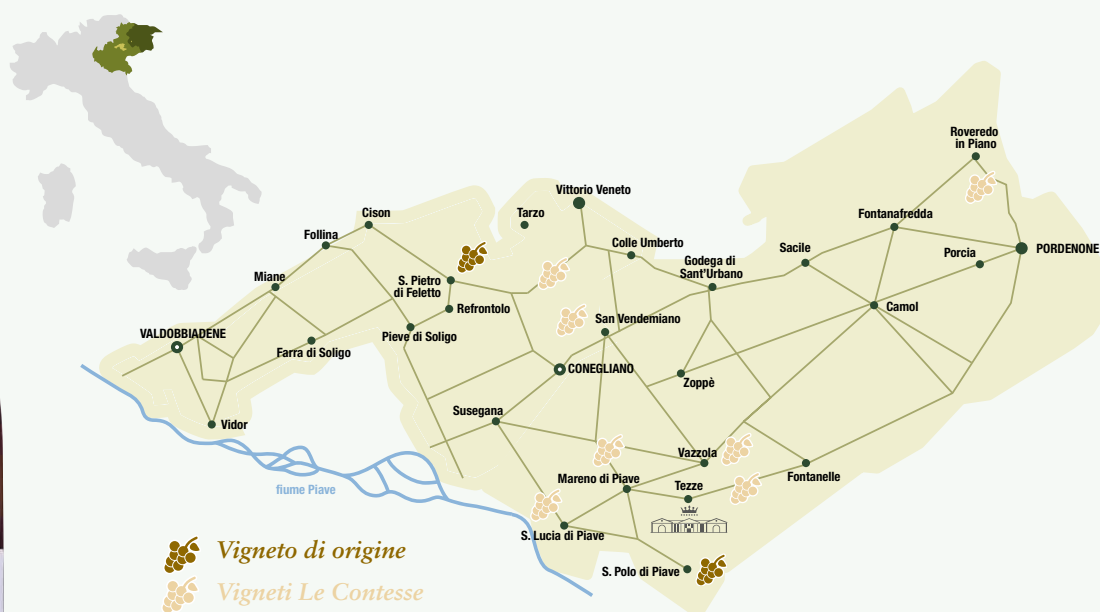 Roveredo
in Piano
Vittorio Veneto
Cison
Tarzo
Fontanafredda
Follina
Colle Umberto
Sacile
PORDENONE
Porcia
Godega di
Sant'Urbano
Miane
S. Pietro
di Feletto
Refrontolo
Camol
San Vendemiano
VALDOBBIADENE
Pieve di Soligo
Farra di Soligo
CONEGLIANO
Zoppè
Susegana
Vidor
Vazzola
Mareno di Piave
Tezze
Fontanelle
fiume Piave
S. Lucia di Piave
S. Polo di Piave
Vigneto di origine
Vigneti Le Contesse